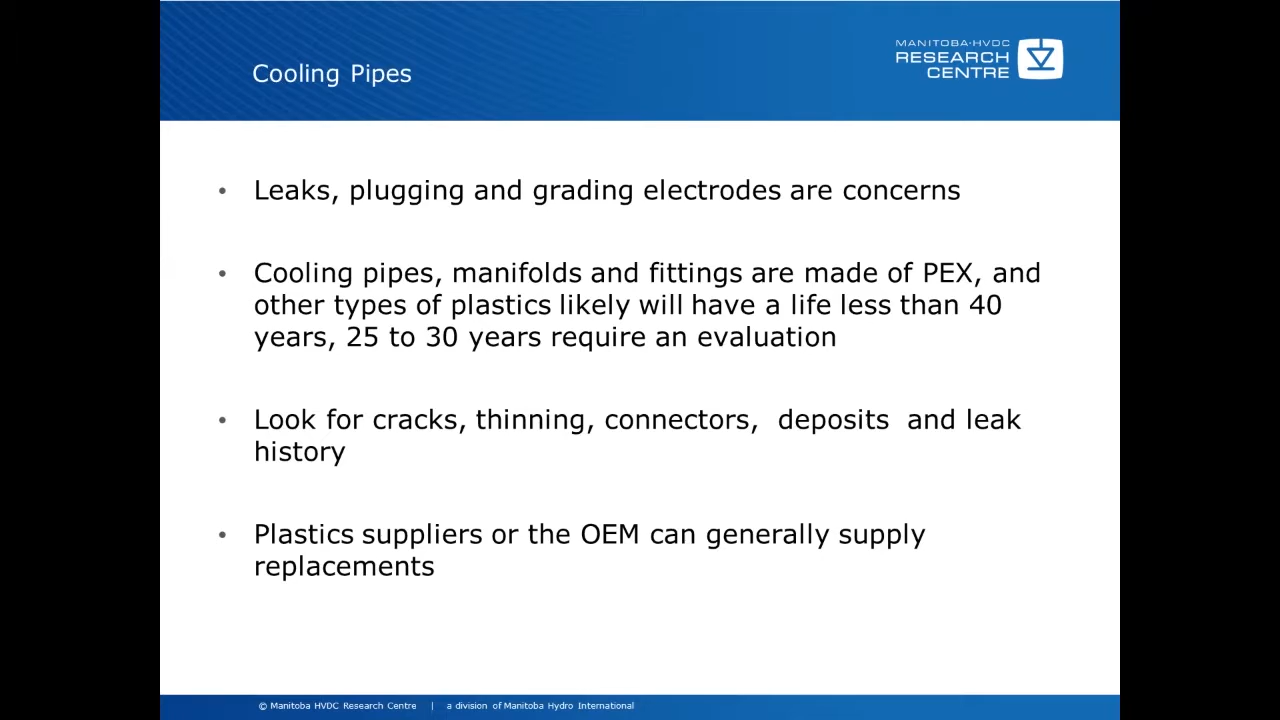 Cooling Pipes
MANITOBA·HVDC
RESEARCH
CENTRE
• Leaks, plugging and grading electrodes are concerns
• Cooling pipes, manifolds and fittings are made of PEX, and
other types of plastics likely will have a life less than 40
years, 25 to 30 years require an evaluation
• Look for cracks, thinning, connectors,  deposits  and leak
history
• Plastics suppliers or the OEM can generally supply
replacements
© Manitoba HVDC Research Centre | a division of Manitoba Hydro International